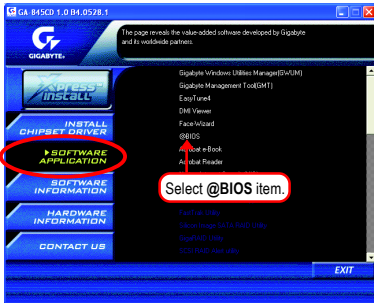 GA-8I45CD 1.0 B4.0528.1
GIGABYTE
The page reveals the value-added software developed by Gigabyte
and its worldwide partners.
Xpress
Install
INSTALL
CHIPSET DRIVER
SOFTWARE
APPLICATION
SOFTWARE
INFORMATION
HARDWARE
INFORMATION
CONTACT US
Gigabyte Windows Utilities Manager(GWUM)
Gigabyte Management Tool(GMT)
EasyTune4
DMI Viewer
Face-Wizard
@BIOS
Acrobat e-Book
Acrobat Reader
Select @BIOS item.
EXIT